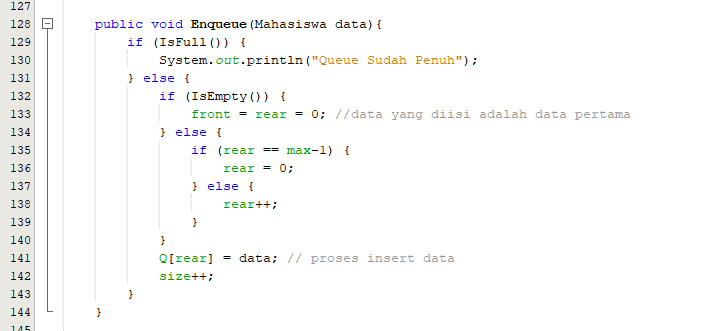 127
128 public void Enqueue(Mahasiswa data){
129 if (IsFull()) {
130 System.out.println("Queue Sudah Penuh");
131 } else {
132 if (IsEmpty()) {
133 front = rear = 0; //data yang diisi adalah data pertama
134 } else {
135 if (rear == max-1) {
136 rear = 0;
137 } else {
138 rear++;
139 }
140 }
141 Q[rear] = data; // proses insert data
142 size++;
143 }
144 }
145